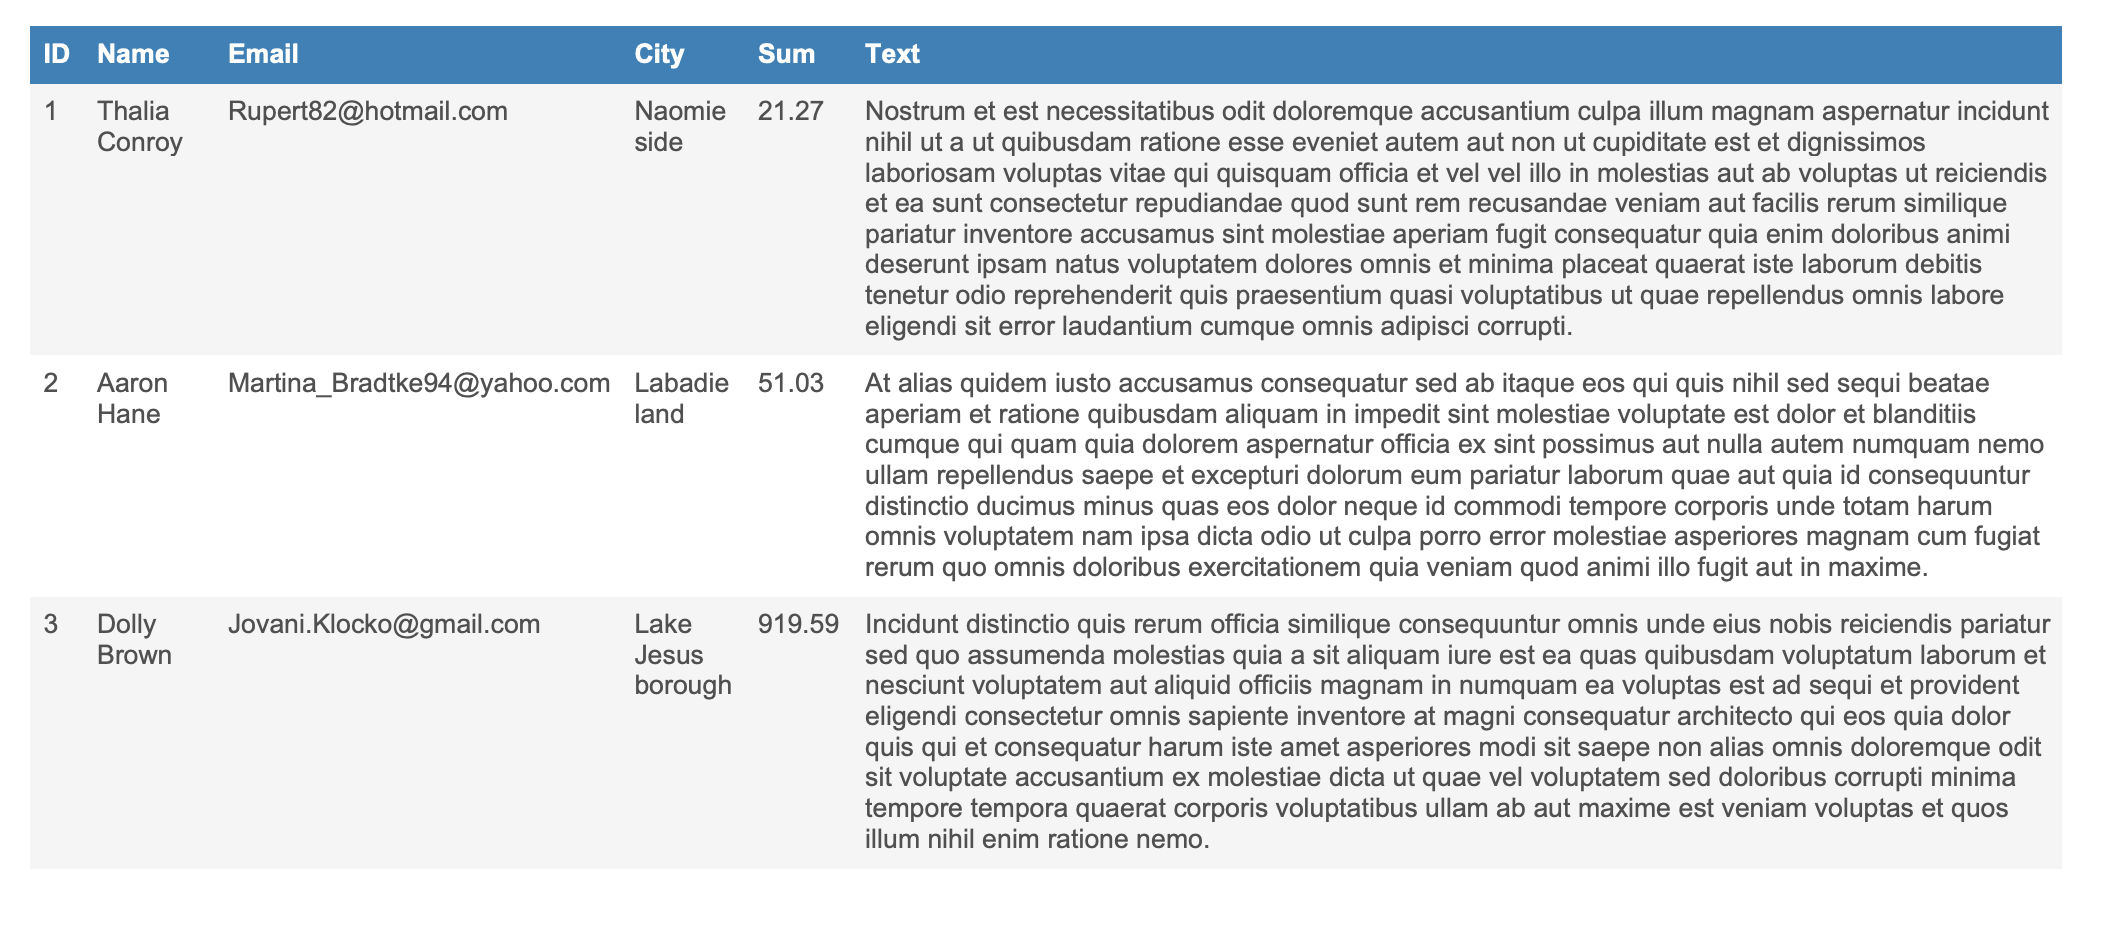 ID Name Email City Sum Text
1 Thalia Rupert82@hotmail.com Naomie 21.27 Nostrum et est necessitatibus odit doloremque accusantium culpa illum magnam aspernatur incidunt
Conroy side nihil ut a ut quibusdam ratione esse eveniet autem aut non ut cupiditate est et dignissimos
laboriosam voluptas vitae qui quisquam officia et vel vel illo in molestias aut ab voluptas ut reiciendis
et ea sunt consectetur repudiandae quod sunt rem recusandae veniam aut facilis rerum similique
pariatur inventore accusamus sint molestiae aperiam fugit consequatur quia enim doloribus animi
deserunt ipsam natus voluptatem dolores omnis et minima placeat quaerat iste laborum debitis
tenetur odio reprehenderit quis praesentium quasi voluptatibus ut quae repellendus omnis labore
eligendi sit error laudantium cumque omnis adipisci corrupti.
2 Aaron Martina_Bradtke94@yahoo.com Labadie 51.03 At alias quidem iusto accusamus consequatur sed ab itaque eos qui quis nihil sed sequi beatae
Hane land aperiam et ratione quibusdam aliquam in impedit sint molestiae voluptate est dolor et blanditiis
cumque qui quam quia dolorem aspernatur officia ex sint possimus aut nulla autem numquam nemo
ullam repellendus saepe et excepturi dolorum eum pariatur laborum quae aut quia id consequuntur
distinctio ducimus minus quas eos dolor neque id commodi tempore corporis unde totam harum
omnis voluptatem nam ipsa dicta odio ut culpa porro error molestiae asperiores magnam cum fugiat
rerum quo omnis doloribus exercitationem quia veniam quod animi illo fugit aut in maxime.
3 Dolly Jovani.Klocko@gmail.com Lake 919.59 Incidunt distinctio quis rerum officia similique consequuntur omnis unde eius nobis reiciendis pariatur
Brown Jesus sed quo assumenda molestias quia a sit aliquam iure est ea quas quibusdam voluptatum laborum et
borough nesciunt voluptatem aut aliquid officiis magnam in numquam ea voluptas est ad sequi et provident
eligendi consectetur omnis sapiente inventore at magni consequatur architecto qui eos quia dolor
quis qui et consequatur harum iste amet asperiores modi sit saepe non alias omnis doloremque odit
sit voluptate accusantium ex molestiae dicta ut quae vel voluptatem sed doloribus corrupti minima
tempore tempora quaerat corporis voluptatibus ullam ab aut maxime est veniam voluptas et quos
illum nihil enim ratione nemo.